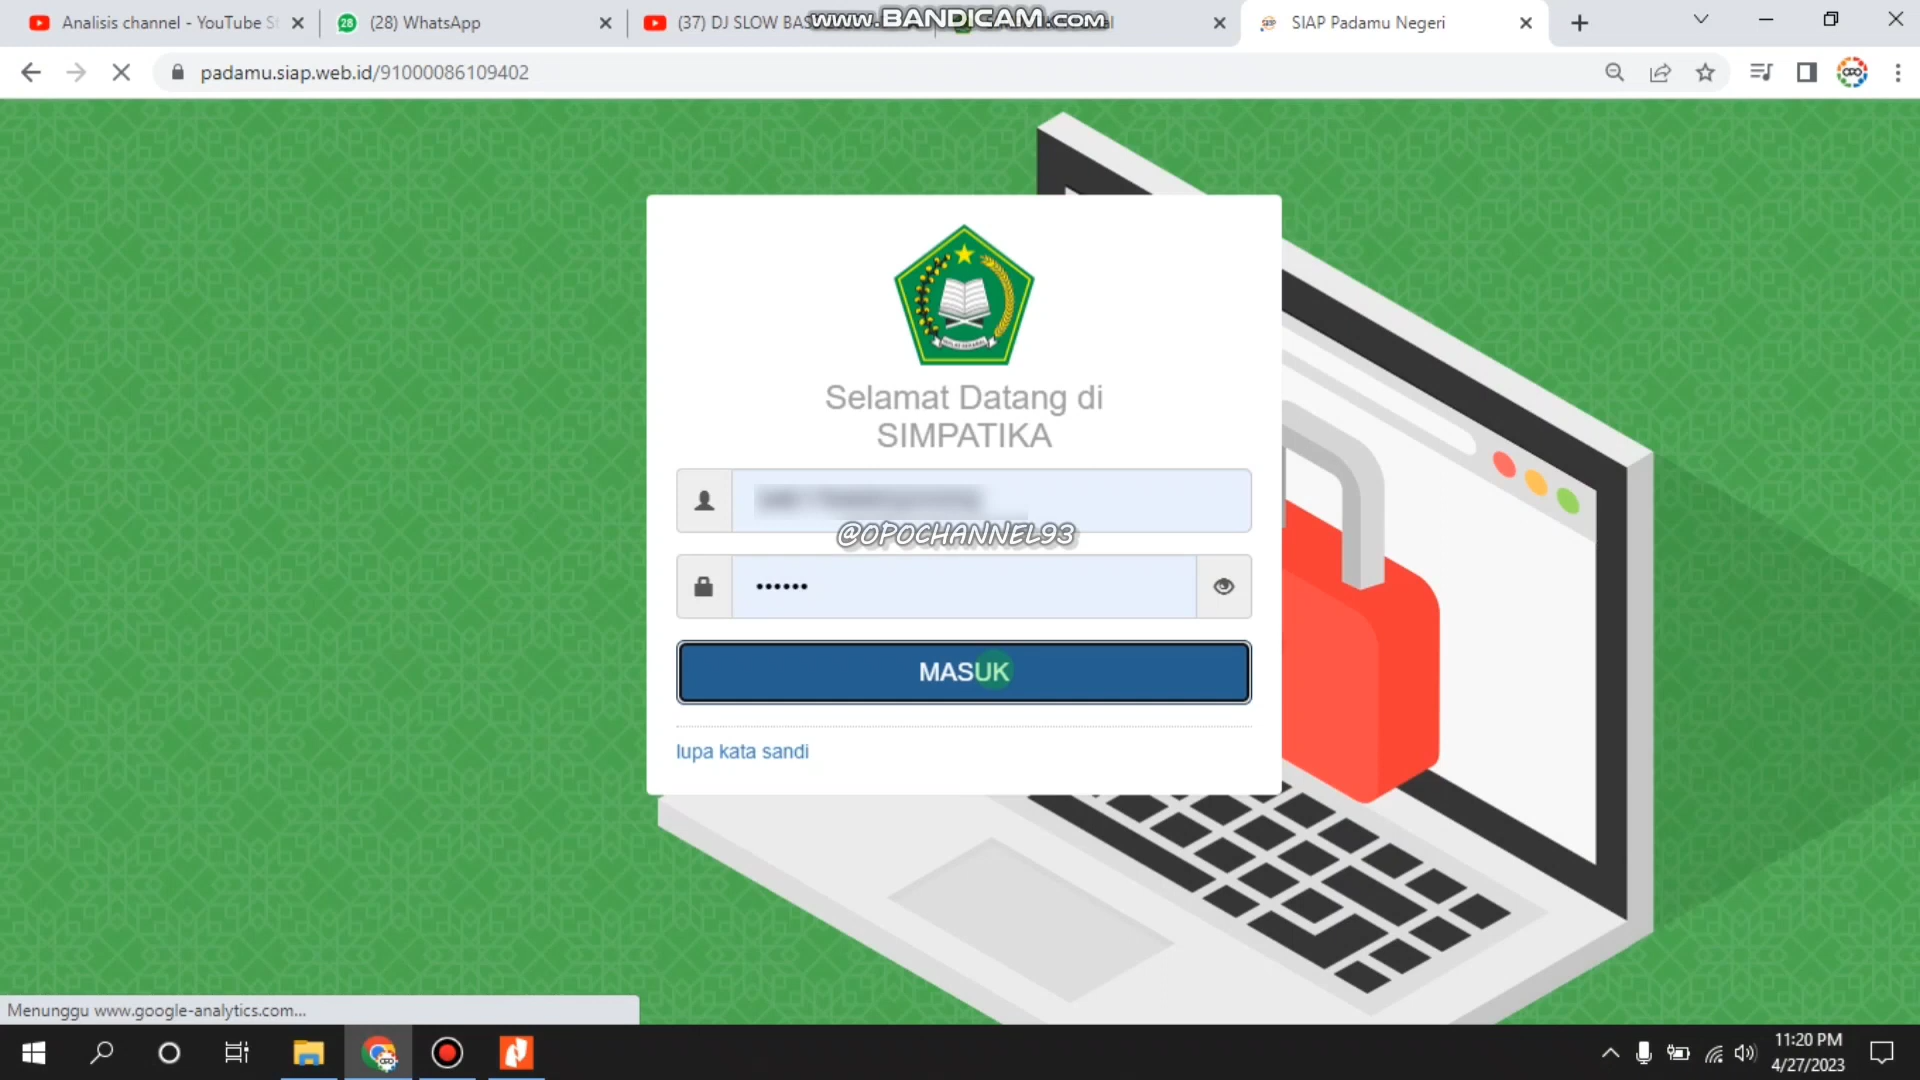 Analisis channel - YouTube St
28
(28) WhatsApp
(37) DJ SLOW BAS
www.BANDICAM.com
SIAP Padamu Negeri
padamu.siap.web.id/91000086109402
Selamat Datang di
SIMPATIKA
@OPOCHANNEL93
••••••
MASUK
lupa kata sandi
Menunggu www.google-analytics.com...
11:20 PM
4/27/2023